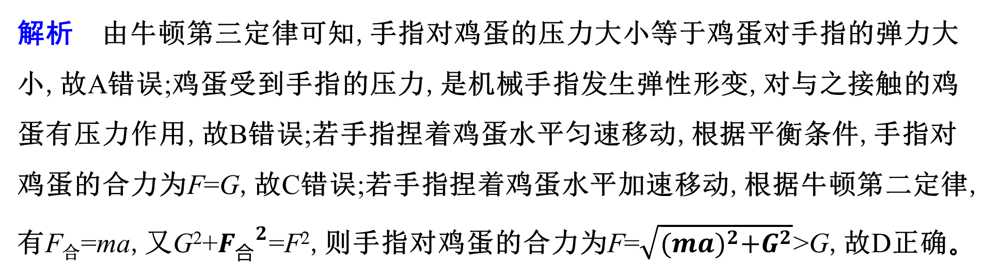 解析 由牛顿第三定律可知,手指对鸡蛋的压力大小等于鸡蛋对手指的弹力大
小,故A错误;鸡蛋受到手指的压力,是机械手指发生弹性形变,对与之接触的鸡
蛋有压力作用,故B错误;若手指捏着鸡蛋水平匀速移动,根据平衡条件,手指对
鸡蛋的合力为F=G,故C错误;若手指捏着鸡蛋水平加速移动,根据牛顿第二定律,
有F合=ma,又G²+F合²=F²,则手指对鸡蛋的合力为F=√((ma)²+G²)>G,故D正确。